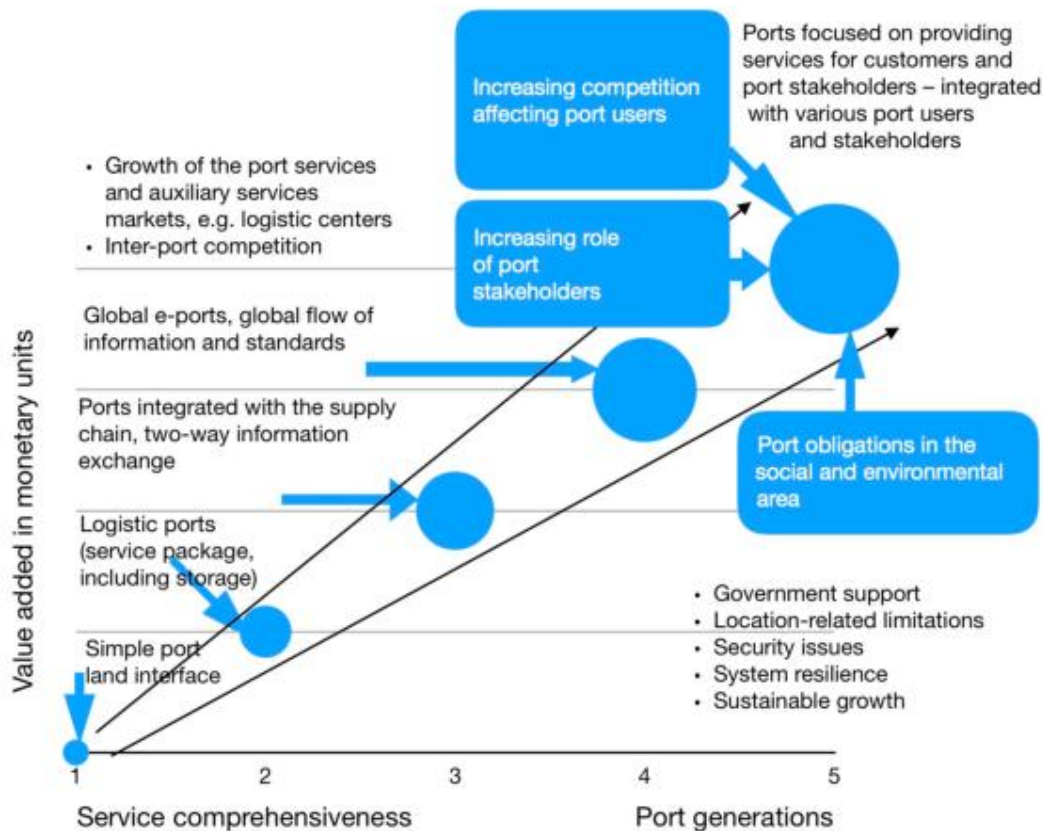 Increasing competition
affecting port users
Ports focused on providing
services for customers and
port stakeholders – integrated
with various port users
and stakeholders
• Growth of the port services
and auxiliary services
markets, e.g. logistic centers
• Inter-port competition
Increasing role
of port
stakeholders
Global e-ports, global flow of
information and standards
Ports integrated with the supply
chain, two-way information
exchange
Port obligations in the
social and environmental
area
Logistic ports
(service package,
including storage)
Simple port
land interface
• Government support
• Location-related limitations
• Security issues
• System resilience
• Sustainable growth
Value added in monetary units
1 2 3 4 5
Service comprehensiveness Port generations